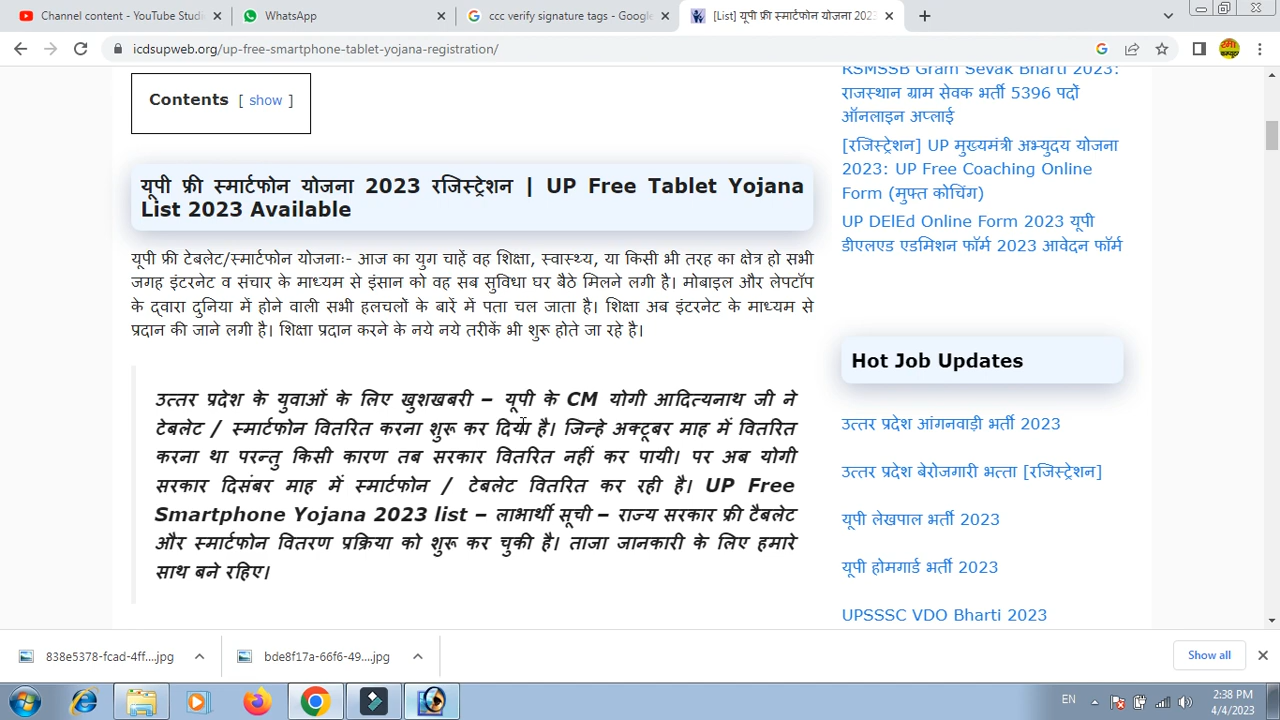 Channel content - YouTube Studi
WhatsApp
ccc verify signature tags - Google
[List] यूपी फ्री स्मार्टफोन योजना 2023
icdsupweb.org/up-free-smartphone-tablet-yojana-registration/
Contents [ show ]
यूपी फ्री स्मार्टफोन योजना 2023 रजिस्ट्रेशन | UP Free Tablet Yojana
List 2023 Available
यूपी फ्री टेबलेट/स्मार्टफोन योजनाः- आज का युग चाहें वह शिक्षा, स्वास्थ्य, या किसी भी तरह का क्षेत्र हो सभी
जगह इंटरनेट व संचार के माध्यम से इंसान को वह सब सुविधा घर बैठे मिलने लगी है। मोबाइल और लेपटॉप
के द्वारा दुनिया में होने वाली सभी हलचलों के बारें में पता चल जाता है। शिक्षा अब इंटरनेट के माध्यम से
प्रदान की जाने लगी है। शिक्षा प्रदान करने के नये नये तरीकें भी शुरू होते जा रहे है।
उत्तर प्रदेश के युवाओं के लिए खुशखबरी – यूपी के CM योगी आदित्यनाथ जी ने
टेबलेट / स्मार्टफोन वितरित करना शुरू कर दिया है। जिन्हे अक्टूबर माह में वितरित
करना था परन्तु किसी कारण तब सरकार वितरित नहीं कर पायी। पर अब योगी
सरकार दिसंबर माह में स्मार्टफोन / टेबलेट वितरित कर रही है। UP Free
Smartphone Yojana 2023 list – लाभार्थी सूची – राज्य सरकार फ्री टैबलेट
और स्मार्टफोन वितरण प्रक्रिया को शुरू कर चुकी है। ताजा जानकारी के लिए हमारे
साथ बने रहिए।
RSMSSB Gram Sevak Bharti 2023:
राजस्थान ग्राम सेवक भर्ती 5396 पदों
ऑनलाइन अप्लाई
[रजिस्ट्रेशन] UP मुख्यमंत्री अभ्युदय योजना
2023: UP Free Coaching Online
Form (मुफ्त कोचिंग)
UP DElEd Online Form 2023 यूपी
डीएलएड एडमिशन फॉर्म 2023 आवेदन फॉर्म
Hot Job Updates
उत्तर प्रदेश आंगनवाड़ी भर्ती 2023
उत्तर प्रदेश बेरोजगारी भत्ता [रजिस्ट्रेशन]
यूपी लेखपाल भर्ती 2023
यूपी होमगार्ड भर्ती 2023
UPSSSC VDO Bharti 2023
838e5378-fcad-4ff....jpg
bde8f17a-66f6-49....jpg
Show all
EN
2:38 PM
4/4/2023